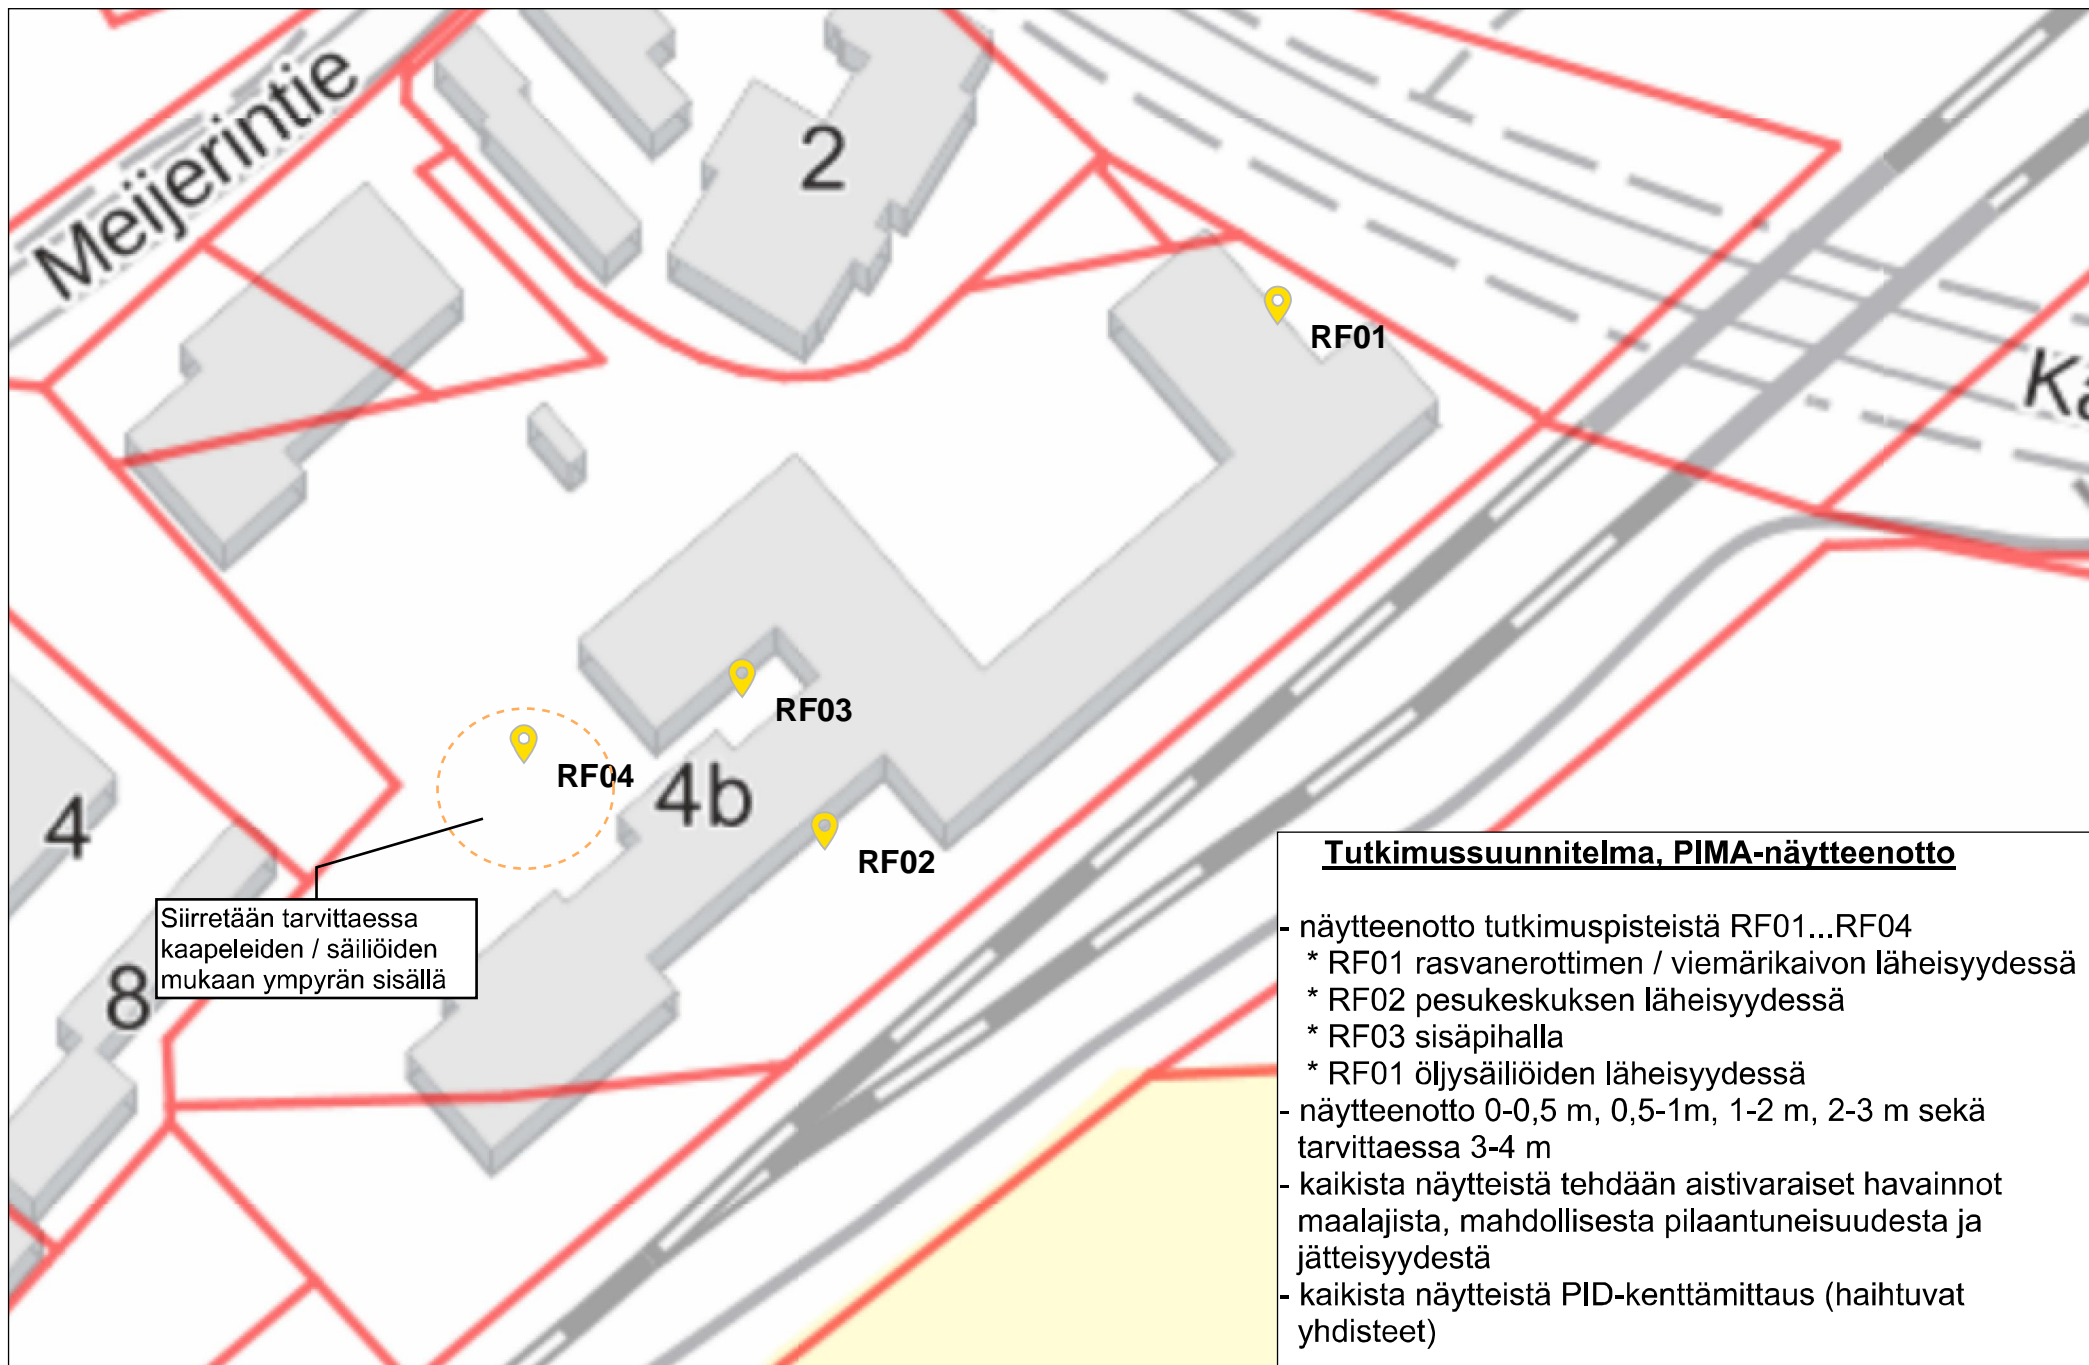 Meijerintie
2
RF01
Kä
RF03
RF04
4b
4
RF02
8
Siirretään tarvittaessa
kaapeleiden / säiliöiden
mukaan ympyrän sisällä
Tutkimussuunnitelma, PIMA-näytteenotto
- näytteenotto tutkimuspisteistä RF01...RF04
* RF01 rasvanerottimen / viemärikaivon läheisyydessä
* RF02 pesukeskuksen läheisyydessä
* RF03 sisäpihalla
* RF01 öljysäiliöiden läheisyydessä
- näytteenotto 0-0,5 m, 0,5-1m, 1-2 m, 2-3 m sekä
tarvittaessa 3-4 m
- kaikista näytteistä tehdään aistivaraiset havainnot
maalajista, mahdollisesta pilaantuneisuudesta ja
jätteisyydestä
- kaikista näytteistä PID-kenttämittaus (haihtuvat
yhdisteet)